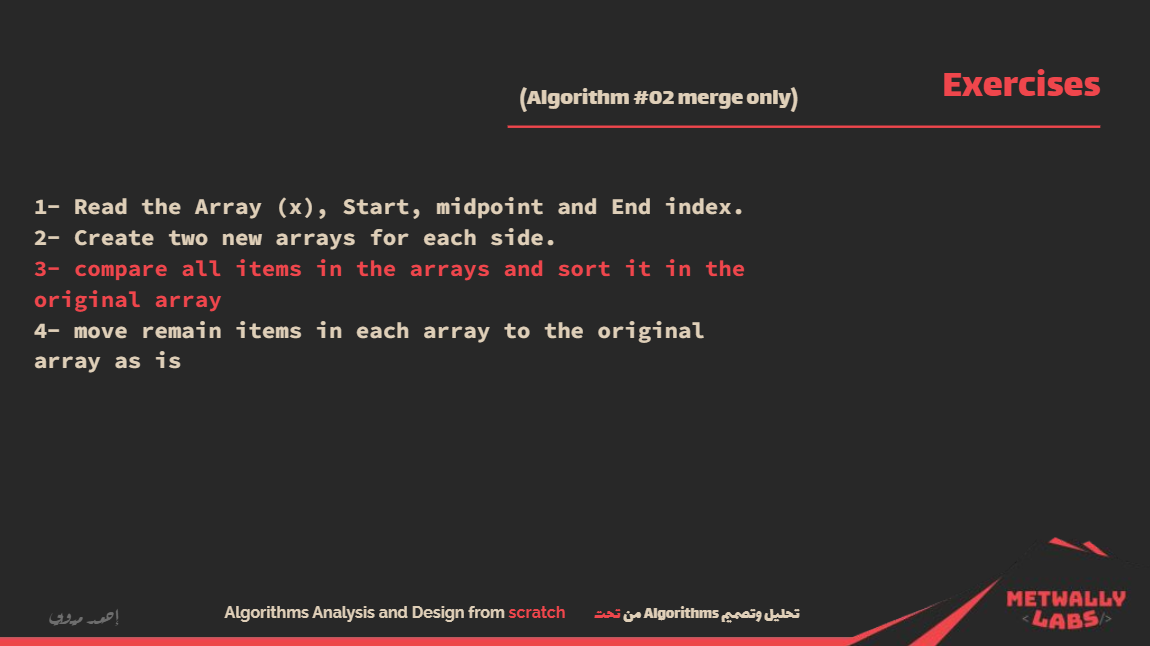 Exercises
(Algorithm #02 merge only)
1- Read the Array (x), Start, midpoint and End index.
2- Create two new arrays for each side.
3- compare all items in the arrays and sort it in the
original array
4- move remain items in each array to the original
array as is
Algorithms Analysis and Design from scratch
تحليل وتصميم Algorithms من تحت
METWALLY
<LABS/>